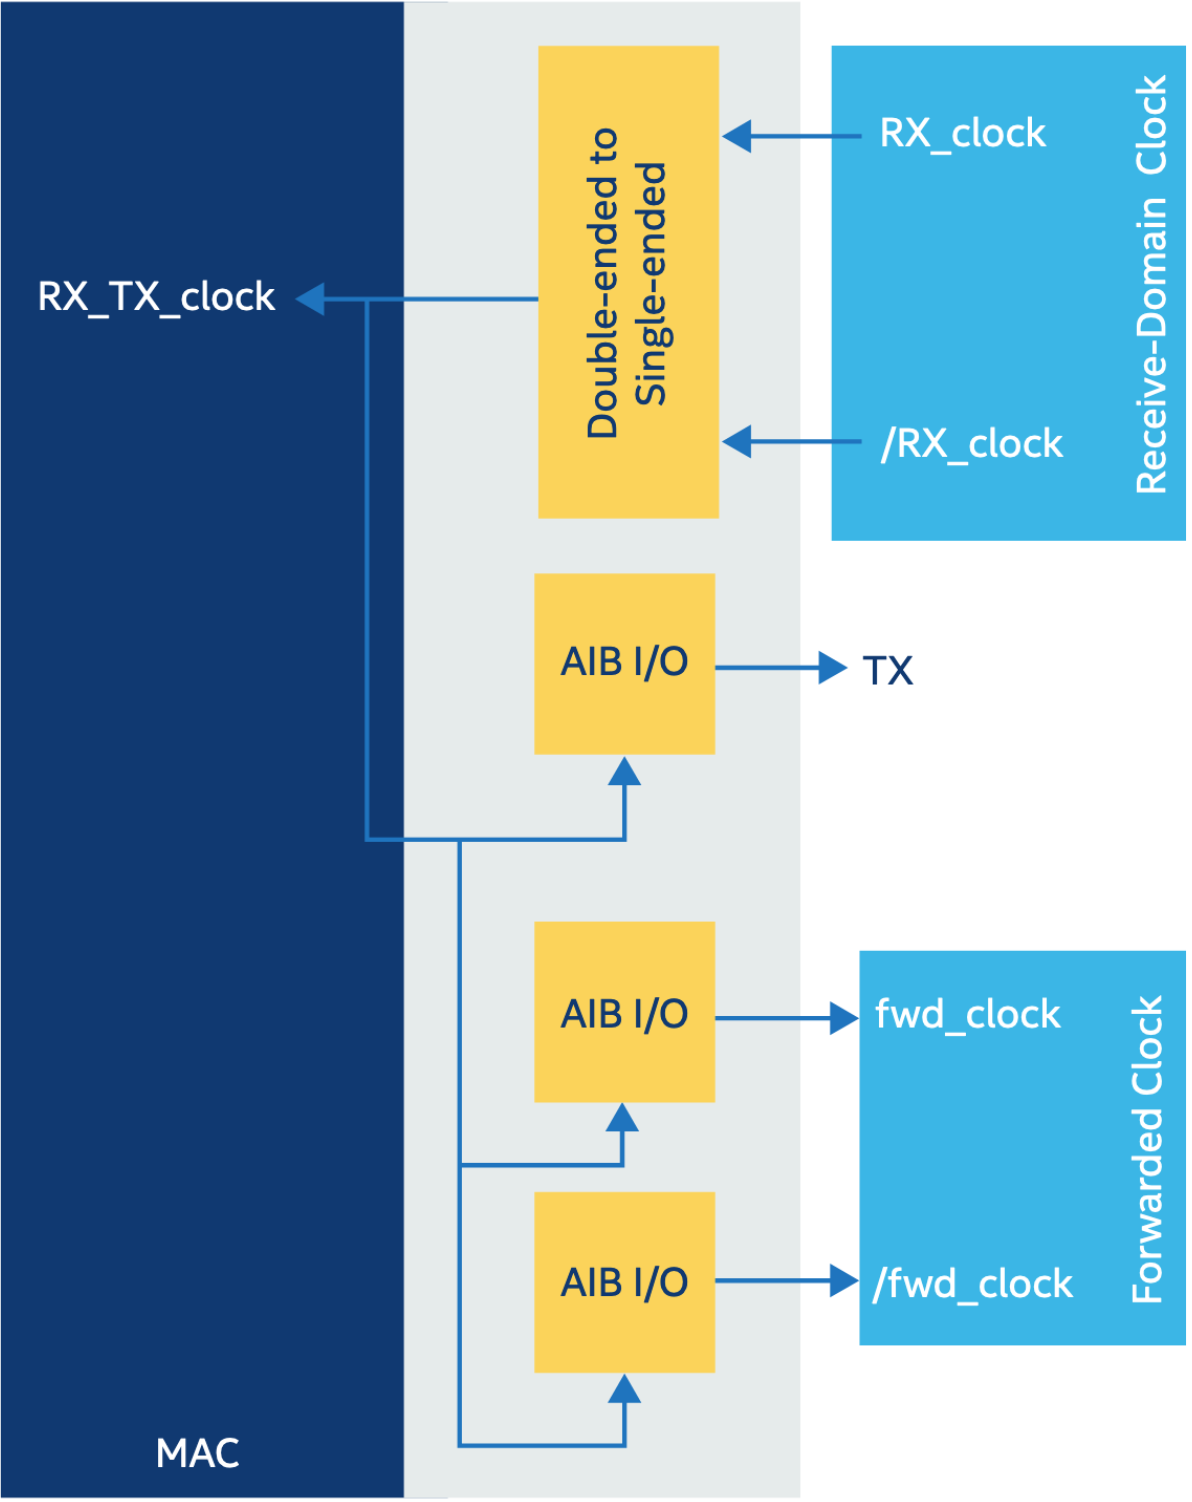 RX_clock
Double-ended to
Single-ended
Receive-Domain Clock
RX_TX_clock
/RX_clock
AIB I/O
TX
AIB I/O
fwd_clock
Forwarded Clock
AIB I/O
/fwd_clock
MAC